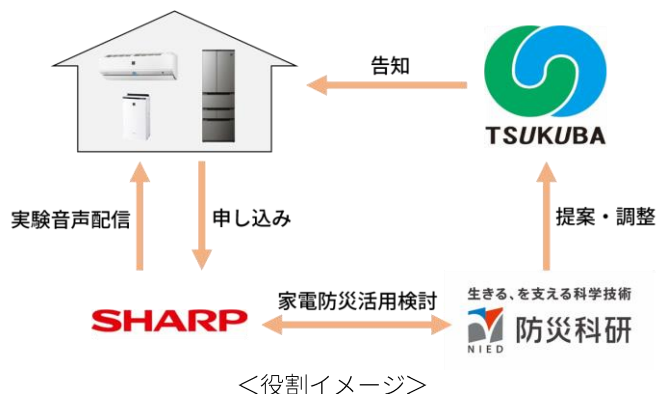 告知
TSUKUBA
実験音声配信
申し込み
提案・調整
SHARP
家電防災活用検討
生きる、を支える科学技術
防災科研
NIED
＜役割イメージ＞